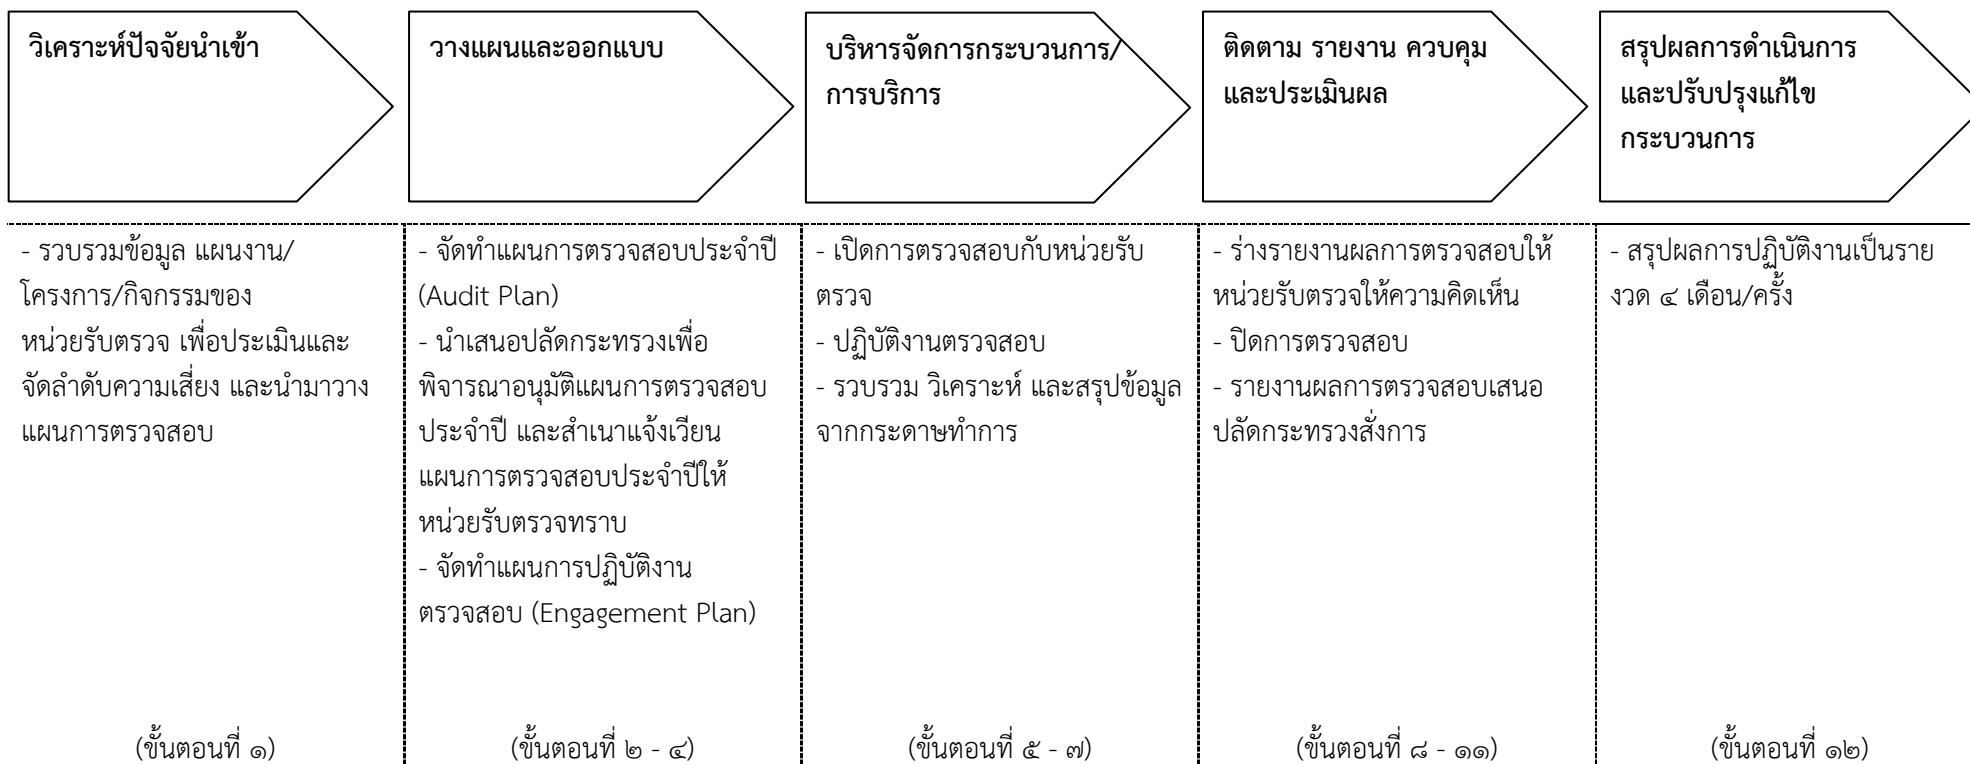 วิเคราะห์ปัจจัยนำเข้า
วางแผนและออกแบบ
บริหารจัดการกระบวนการ/
การบริการ
ติดตาม รายงาน ควบคุม
และประเมินผล
สรุปผลการดำเนินการ
และปรับปรุงแก้ไข
กระบวนการ
- รวบรวมข้อมูล แผนงาน/
โครงการ/กิจกรรมของ
หน่วยรับตรวจ เพื่อประเมินและ
จัดลำดับความเสี่ยง และนำมาวาง
แผนการตรวจสอบ
(ขั้นตอนที่ ๑)
- จัดทำแผนการตรวจสอบประจำปี
(Audit Plan)
- นำเสนอปลัดกระทรวงเพื่อ
พิจารณาอนุมัติแผนการตรวจสอบ
ประจำปี และสำเนาแจ้งเวียน
แผนการตรวจสอบประจำปีให้
หน่วยรับตรวจทราบ
- จัดทำแผนการปฏิบัติงาน
ตรวจสอบ (Engagement Plan)
(ขั้นตอนที่ ๒ - ๔)
- เปิดการตรวจสอบกับหน่วยรับ
ตรวจ
- ปฏิบัติงานตรวจสอบ
- รวบรวม วิเคราะห์ และสรุปข้อมูล
จากกระดาษทำการ
(ขั้นตอนที่ ๕ - ๗)
- ร่างรายงานผลการตรวจสอบให้
หน่วยรับตรวจให้ความคิดเห็น
- ปิดการตรวจสอบ
- รายงานผลการตรวจสอบเสนอ
ปลัดกระทรวงสั่งการ
(ขั้นตอนที่ ๘ - ๑๑)
- สรุปผลการปฏิบัติงานเป็นราย
งวด ๔ เดือน/ครั้ง
(ขั้นตอนที่ ๑๒)